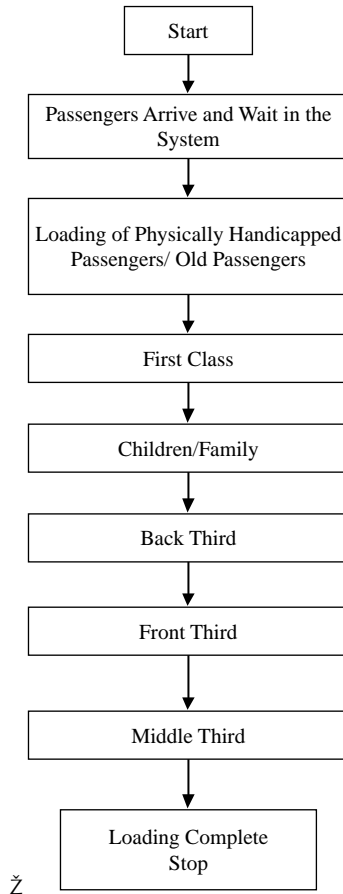 Start
Passengers Arrive and Wait in the
System
Loading of Physically Handicapped
Passengers/ Old Passengers
First Class
Children/Family
Back Third
Front Third
Middle Third
Loading Complete
Stop
Ž